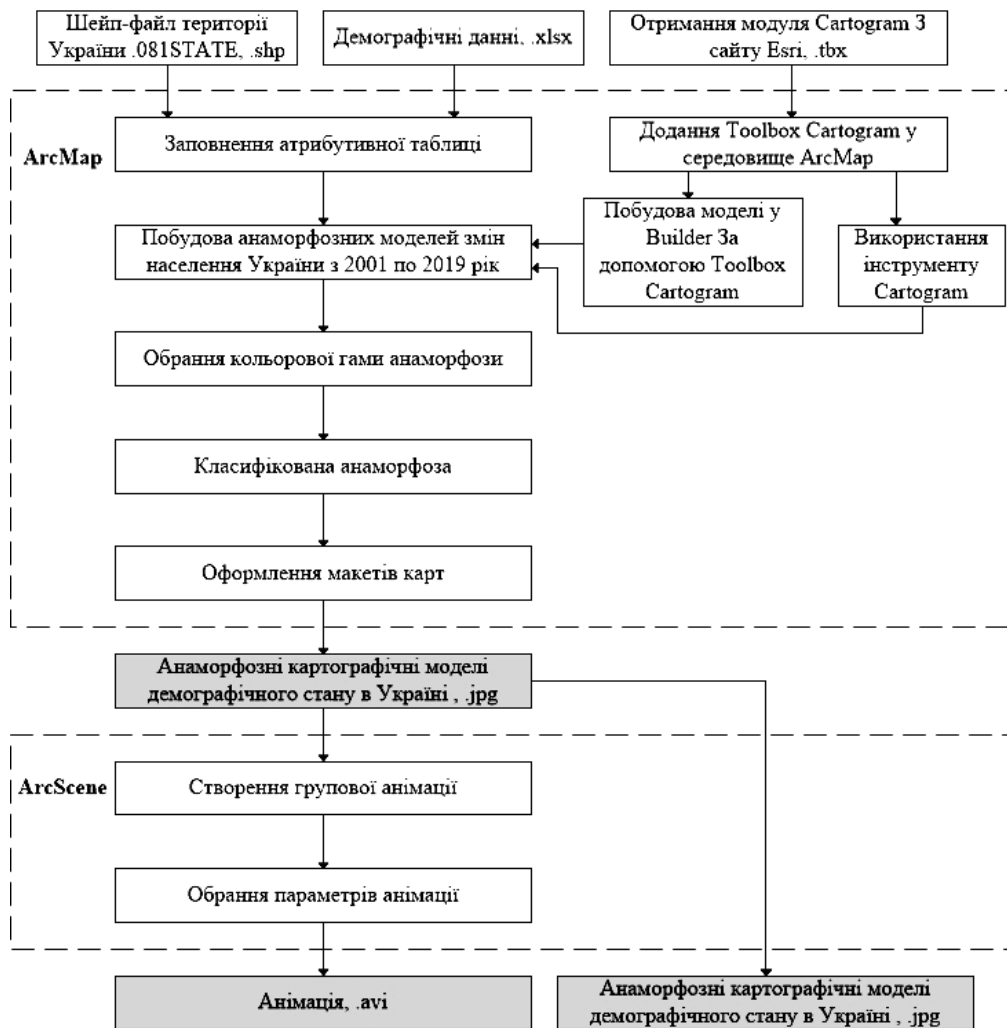 Шейп-файл території
України .081STATE, .shp
Демографічні данні, .xlsx
Отримання модуля Cartogram З
сайту Esri, .tbx
ArcMap
Заповнення атрибутивної таблиці
Додання Toolbox Cartogram у
середовище ArcMap
Побудова анаморфозних моделей змін
населення України з 2001 по 2019 рік
Побудова моделі у
Builder За
допомогою Toolbox
Cartogram
Використання
інструменту
Cartogram
Обрання кольорової гами анаморфози
Класифікована анаморфоза
Оформлення макетів карт
Анаморфозні картографічні моделі
демографічного стану в Україні , .jpg
ArcScene
Створення групової анімації
Обрання параметрів анімації
Анімація, .avi
Анаморфозні картографічні моделі
демографічного стану в Україні , .jpg